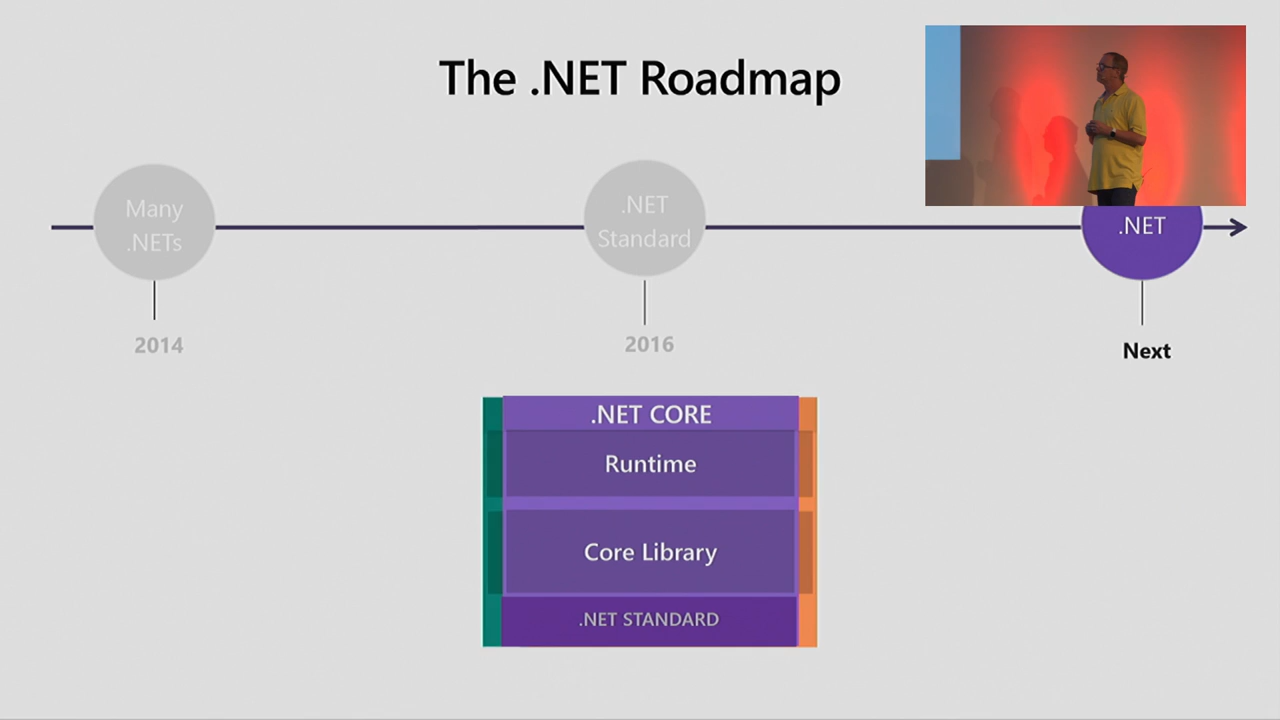 The .NET Roadmap
Many
.NETs
.NET
Standard
.NET
2014
2016
Next
.NET CORE
Runtime
Core Library
.NET STANDARD